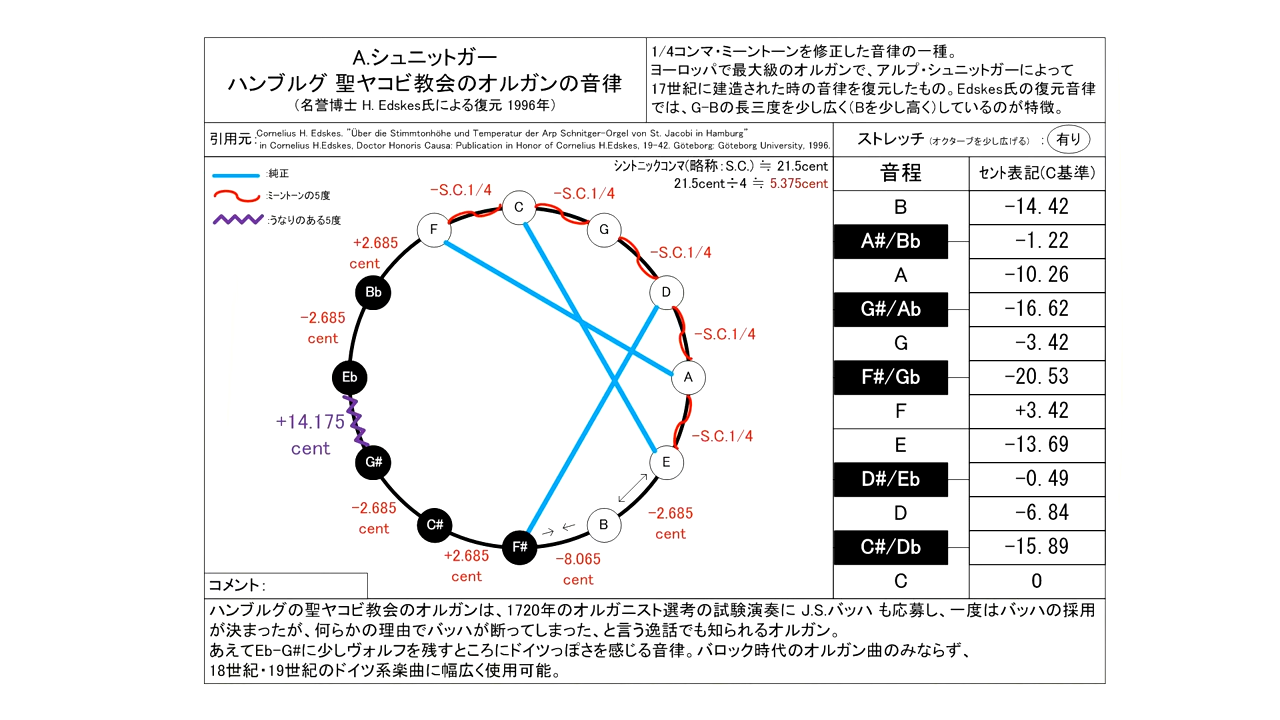 A.シュニットガー
ハンブルグ 聖ヤコビ教会のオルガンの音律
(名誉博士 H. Edskes氏による復元 1996年)
1/4コンマ・ミーントーンを修正した音律の一種。
ヨーロッパで最大級のオルガンで、アルプ・シュニットガーによって
17世紀に建造された時の音律を復元したもの。Edskes氏の復元音律
では、G-Bの長三度を少し広く(Bを少し高く)しているのが特徴。
引用元:
Cornelius H. Edskes. "Über die Stimmtonhöhe und Temperatur der Arp Schnitger-Orgel von St. Jacobi in Hamburg"
in Cornelius H.Edskes, Doctor Honoris Causa: Publication in Honor of Cornelius H.Edskes, 19-42. Göteborg: Göteborg University, 1996.
ストレッチ (オクターブを少し広げる) : 有り
シントニックコンマ(略称:S.C.) ≒ 21.5cent
21.5cent÷4 ≒ 5.375cent
:純正
:ミーントーンの5度
:うなりのある5度
-S.C.1/4
-S.C.1/4
C
F
G
-S.C.1/4
+2.685
cent
D
Bb
-S.C.1/4
-2.685
cent
A
Eb
+14.175
cent
-S.C.1/4
E
G#
-2.685
cent
-2.685
cent
B
C#
F#
+2.685
cent
-8.065
cent
音程
セント表記(C基準)
B
-14.42
A#/Bb
-1.22
A
-10.26
G#/Ab
-16.62
G
-3.42
F#/Gb
-20.53
F
+3.42
E
-13.69
D#/Eb
-0.49
D
-6.84
C#/Db
-15.89
C
0
コメント:
ハンブルグの聖ヤコビ教会のオルガンは、1720年のオルガニスト選考の試験演奏に J.S.バッハ も応募し、一度はバッハの採用
が決まったが、何らかの理由でバッハが断ってしまった、と言う逸話でも知られるオルガン。
あえてEb-G#に少しヴォルフを残すところにドイツっぽさを感じる音律。バロック時代のオルガン曲のみならず、
18世紀・19世紀のドイツ系楽曲に幅広く使用可能。